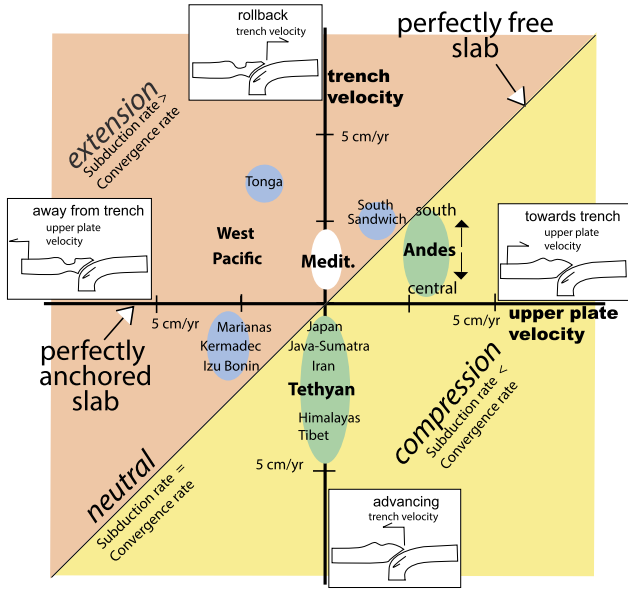 rollback
trench velocity
perfectly free
slab
trench
velocity
extension
Subduction rate >
Convergence rate
5 cm/yr
Tonga
away from trench
upper plate
velocity
South
Sandwich
south
towards trench
upper plate
velocity
West
Pacific
Medit.
Andes
central
5 cm/yr
5 cm/yr
upper plate
velocity
perfectly
anchored
slab
Marianas
Kermadec
Izu Bonin
Japan
Java-Sumatra
Iran
Tethyan
Himalayas
Tibet
compression
Subduction rate <
Convergence rate
neutral
Subduction rate =
Convergence rate
5 cm/yr
advancing
trench velocity